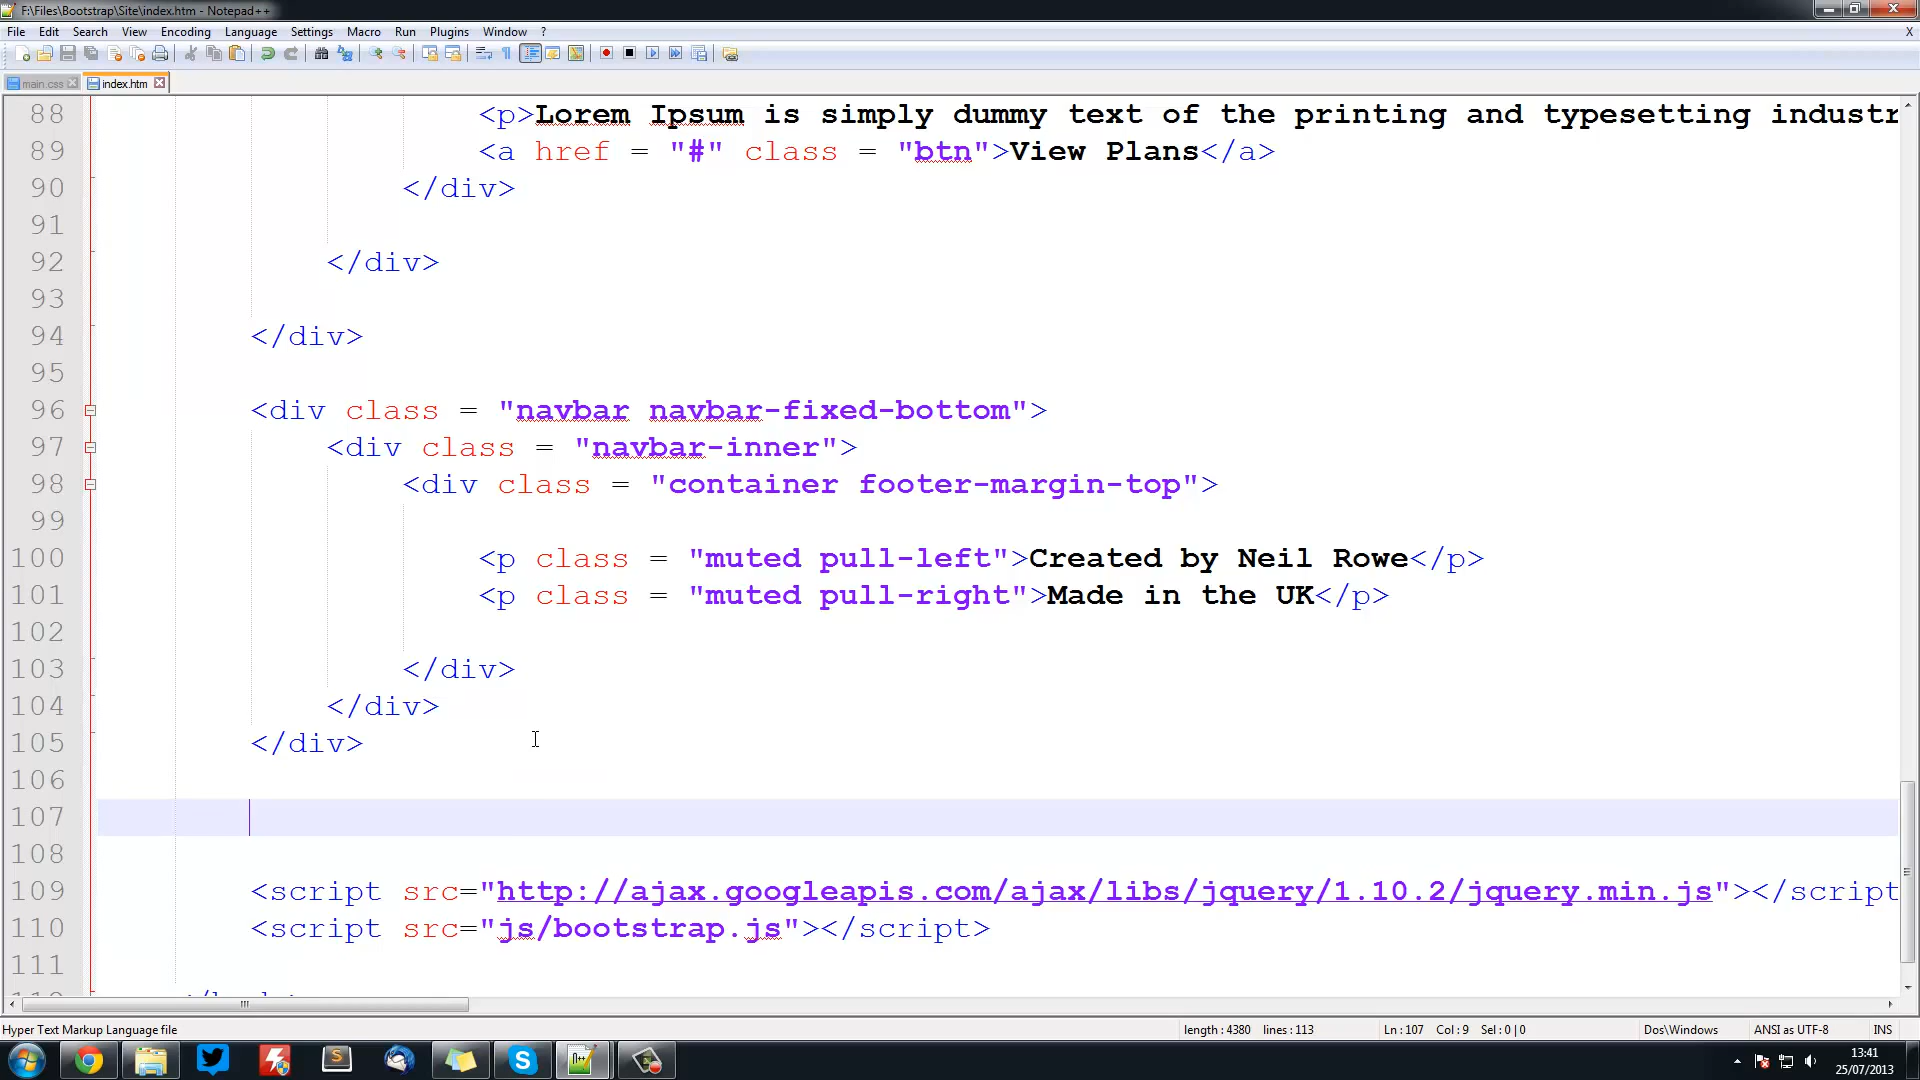 F:\Files\Bootstrap\Site\index.htm - Notepad++
File Edit Search View Encoding Language Settings Macro Run Plugins Window ? X
main.css index.htm
88 <p>Lorem Ipsum is simply dummy text of the printing and typesetting industr
89 <a href = "#" class = "btn">View Plans</a>
90 </div>
91
92 </div>
93
94 </div>
95
96 <div class = "navbar navbar-fixed-bottom">
97 <div class = "navbar-inner">
98 <div class = "container footer-margin-top">
99
100 <p class = "muted pull-left">Created by Neil Rowe</p>
101 <p class = "muted pull-right">Made in the UK</p>
102
103 </div>
104 </div>
105 </div>
106
107
108
109 <script src="http://ajax.googleapis.com/ajax/libs/jquery/1.10.2/jquery.min.js"></script
110 <script src="js/bootstrap.js"></script>
111
Hyper Text Markup Language file length : 4380 lines : 113 Ln : 107 Col : 9 Sel : 0 | 0 Dos\Windows ANSI as UTF-8 INS
13:41
25/07/2013